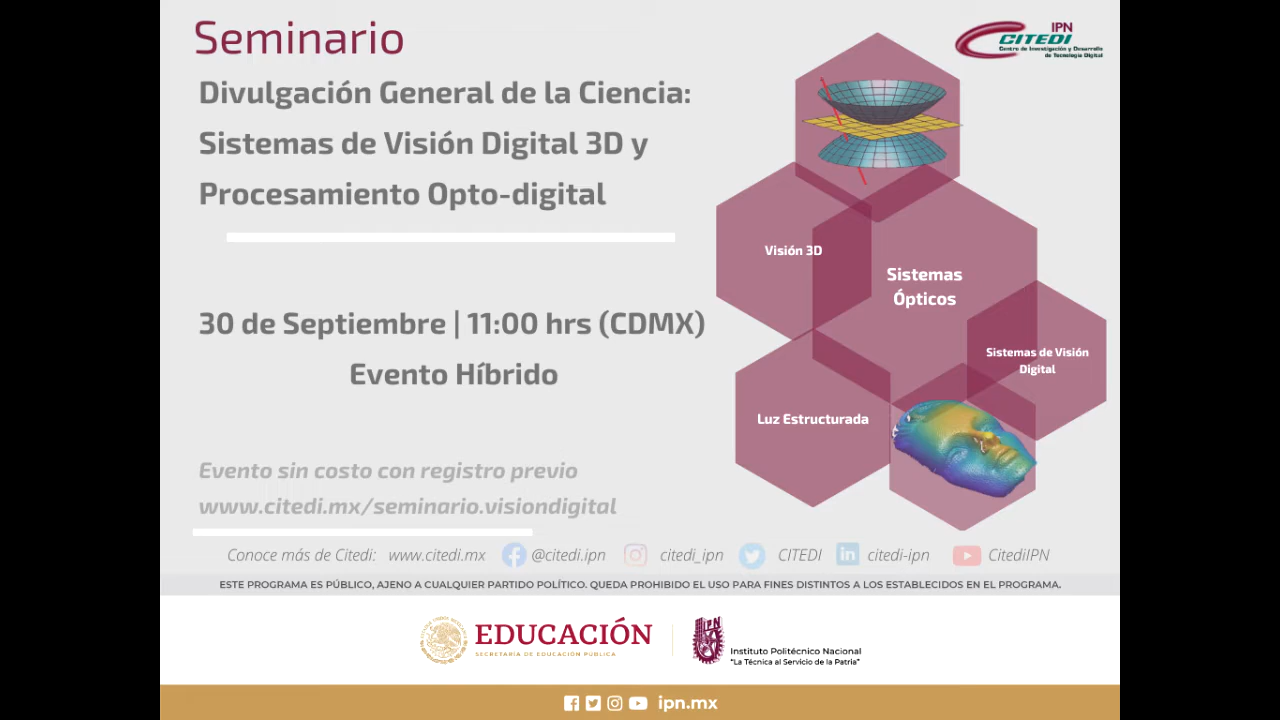 Seminario
Divulgación General de la Ciencia:
Sistemas de Visión Digital 3D y
Procesamiento Opto-digital
30 de Septiembre | 11:00 hrs (CDMX)
Evento Híbrido
Evento sin costo con registro previo
www.citedi.mx/seminario.visiondigital
IPN
CITEDI
Centro de Investigación y Desarrollo
de Tecnología Digital
Visión 3D
Sistemas
Ópticos
Sistemas de Visión
Digital
Luz Estructurada
Conoce más de Citedi: www.citedi.mx @citedi.ipn citedi_ipn CITEDI citedi-ipn CitediIPN
ESTE PROGRAMA ES PÚBLICO, AJENO A CUALQUIER PARTIDO POLÍTICO. QUEDA PROHIBIDO EL USO PARA FINES DISTINTOS A LOS ESTABLECIDOS EN EL PROGRAMA.
EDUCACIÓN
SECRETARÍA DE EDUCACIÓN PÚBLICA
IPN
Instituto Politécnico Nacional
"La Técnica al Servicio de la Patria"
ipn.mx